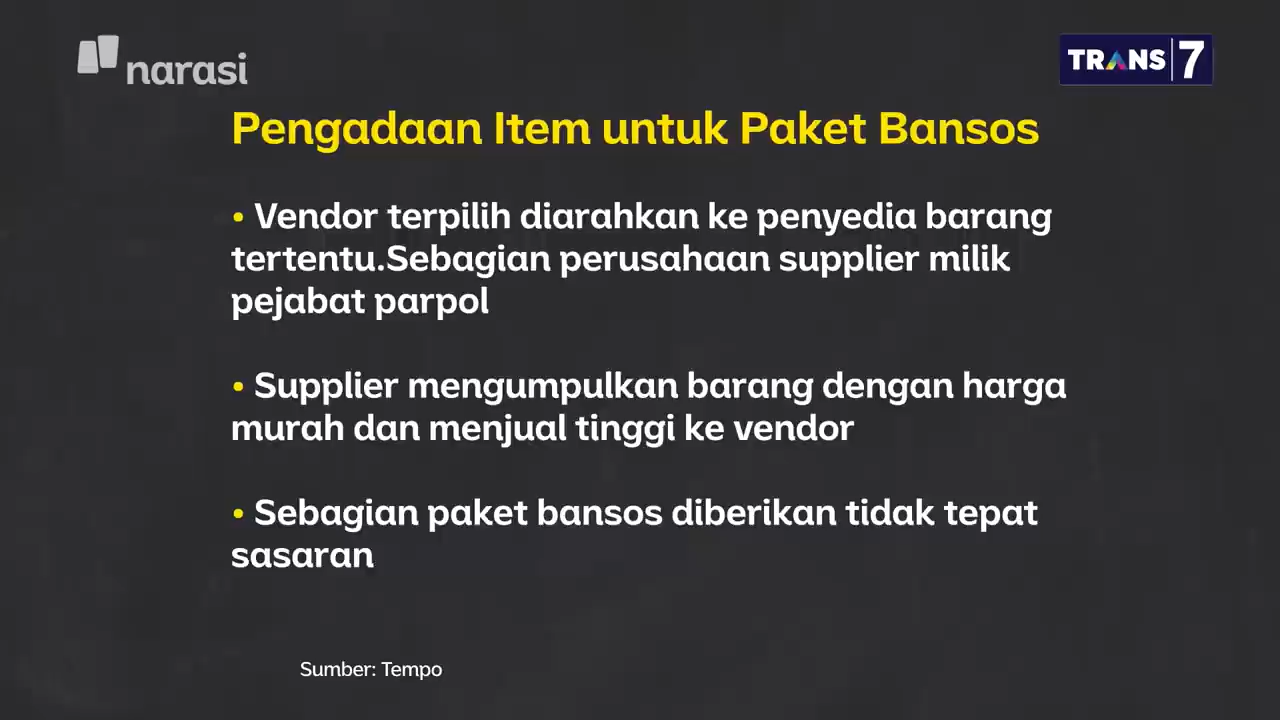 narasi
TRANS 7
Pengadaan Item untuk Paket Bansos
• Vendor terpilih diarahkan ke penyedia barang
tertentu.Sebagian perusahaan supplier milik
pejabat parpol
• Supplier mengumpulkan barang dengan harga
murah dan menjual tinggi ke vendor
• Sebagian paket bansos diberikan tidak tepat
sasaran
Sumber: Tempo